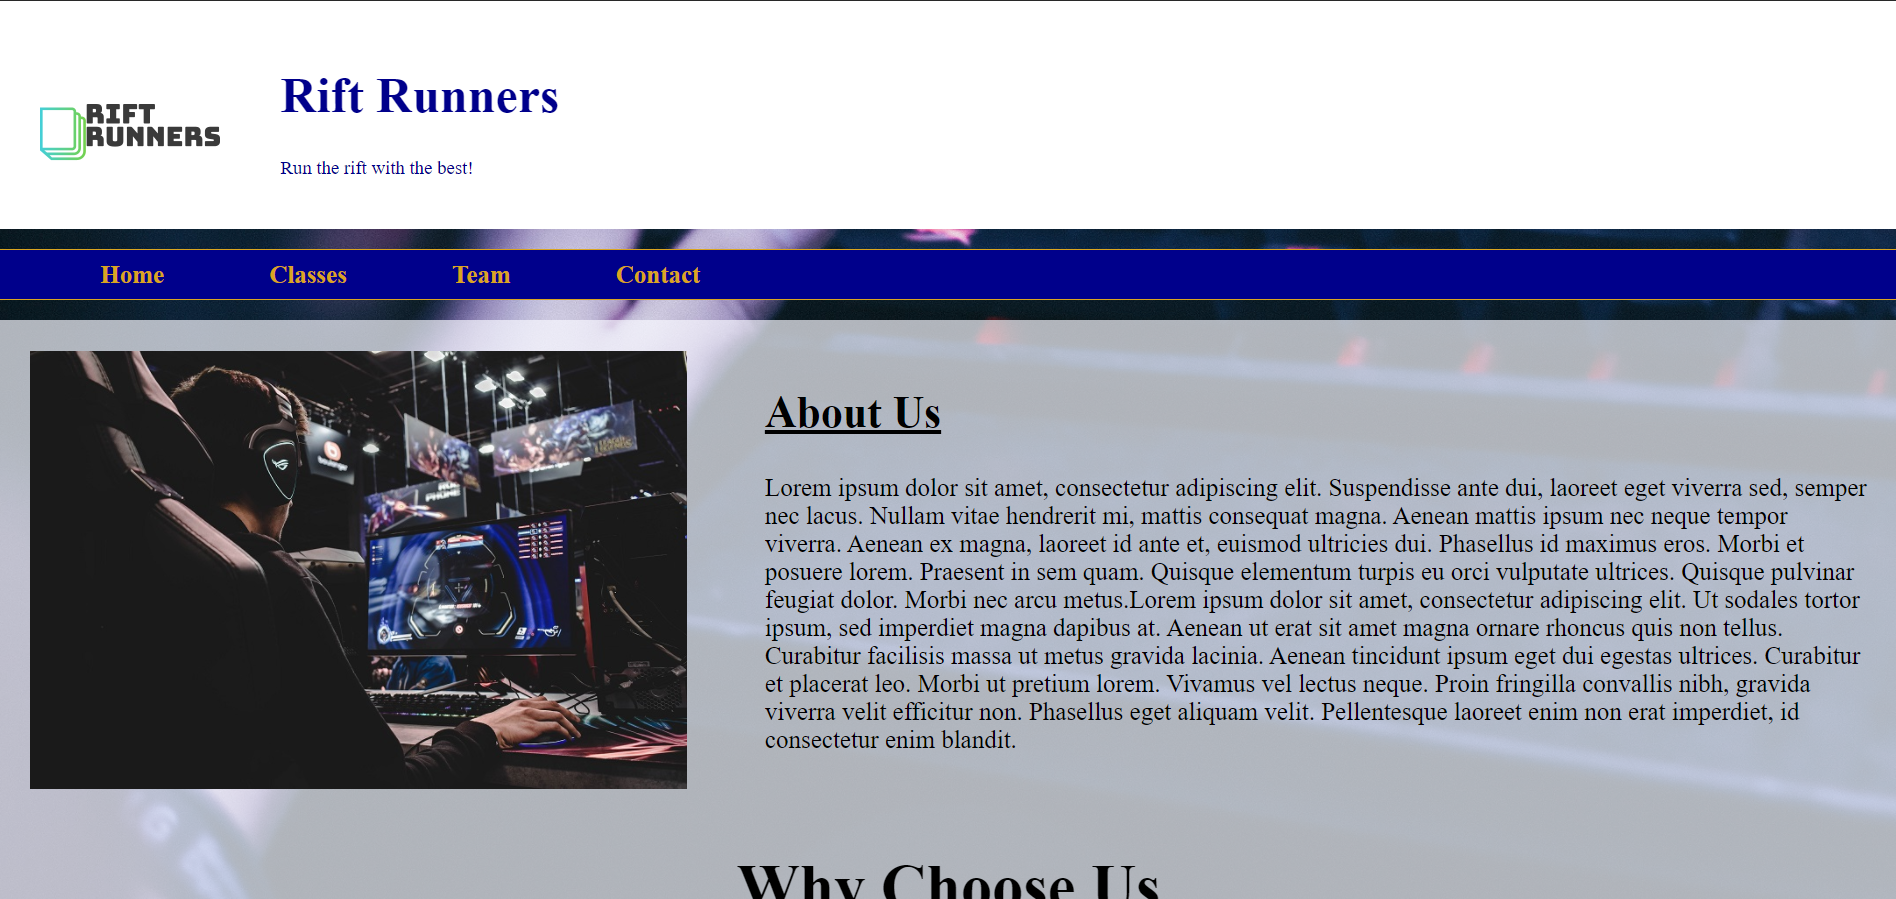 RIFT
RUNNERS
Rift Runners
Run the rift with the best!
Home Classes Team Contact
About Us
Lorem ipsum dolor sit amet, consectetur adipiscing elit. Suspendisse ante dui, laoreet eget viverra sed, semper
nec lacus. Nullam vitae hendrerit mi, mattis consequat magna. Aenean mattis ipsum nec neque tempor
viverra. Aenean ex magna, laoreet id ante et, euismod ultricies dui. Phasellus id maximus eros. Morbi et
posuere lorem. Praesent in sem quam. Quisque elementum turpis eu orci vulputate ultrices. Quisque pulvinar
feugiat dolor. Morbi nec arcu metus.Lorem ipsum dolor sit amet, consectetur adipiscing elit. Ut sodales tortor
ipsum, sed imperdiet magna dapibus at. Aenean ut erat sit amet magna ornare rhoncus quis non tellus.
Curabitur facilisis massa ut metus gravida lacinia. Aenean tincidunt ipsum eget dui egestas ultrices. Curabitur
et placerat leo. Morbi ut pretium lorem. Vivamus vel lectus neque. Proin fringilla convallis nibh, gravida
viverra velit efficitur non. Phasellus eget aliquam velit. Pellentesque laoreet enim non erat imperdiet, id
consectetur enim blandit.
Why Choose Us